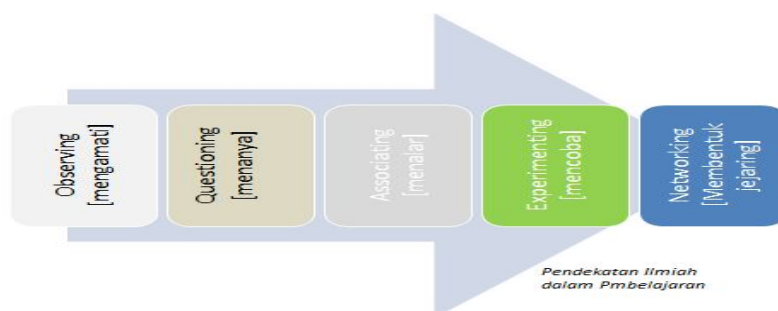 Observing
[mengamati]
Questioning
[menanya]
Associating
[menalar]
Experimenting
[mencoba]
Networking
[Membentuk
jejaring]
Pendekatan Ilmiah
dalam Pmbelajaran